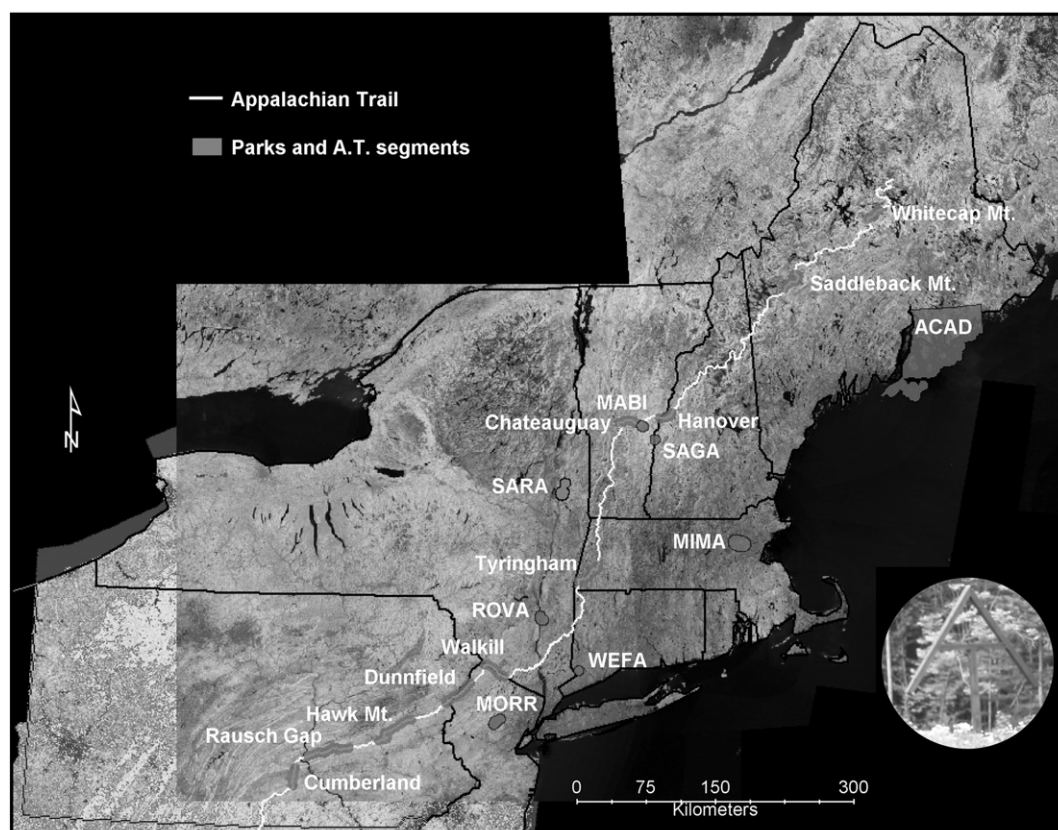 Appalachian Trail
Parks and A.T. segments
Whitecap Mt.
Saddleback Mt.
ACAD
N
MABI
Chateauguay
Hanover
SAGA
SARA
MIMA
Tyringham
ROVA
Walkill
WEFA
Dunnfield
MORR
Hawk Mt.
Rausch Gap
Cumberland
0 75 150 300
Kilometers